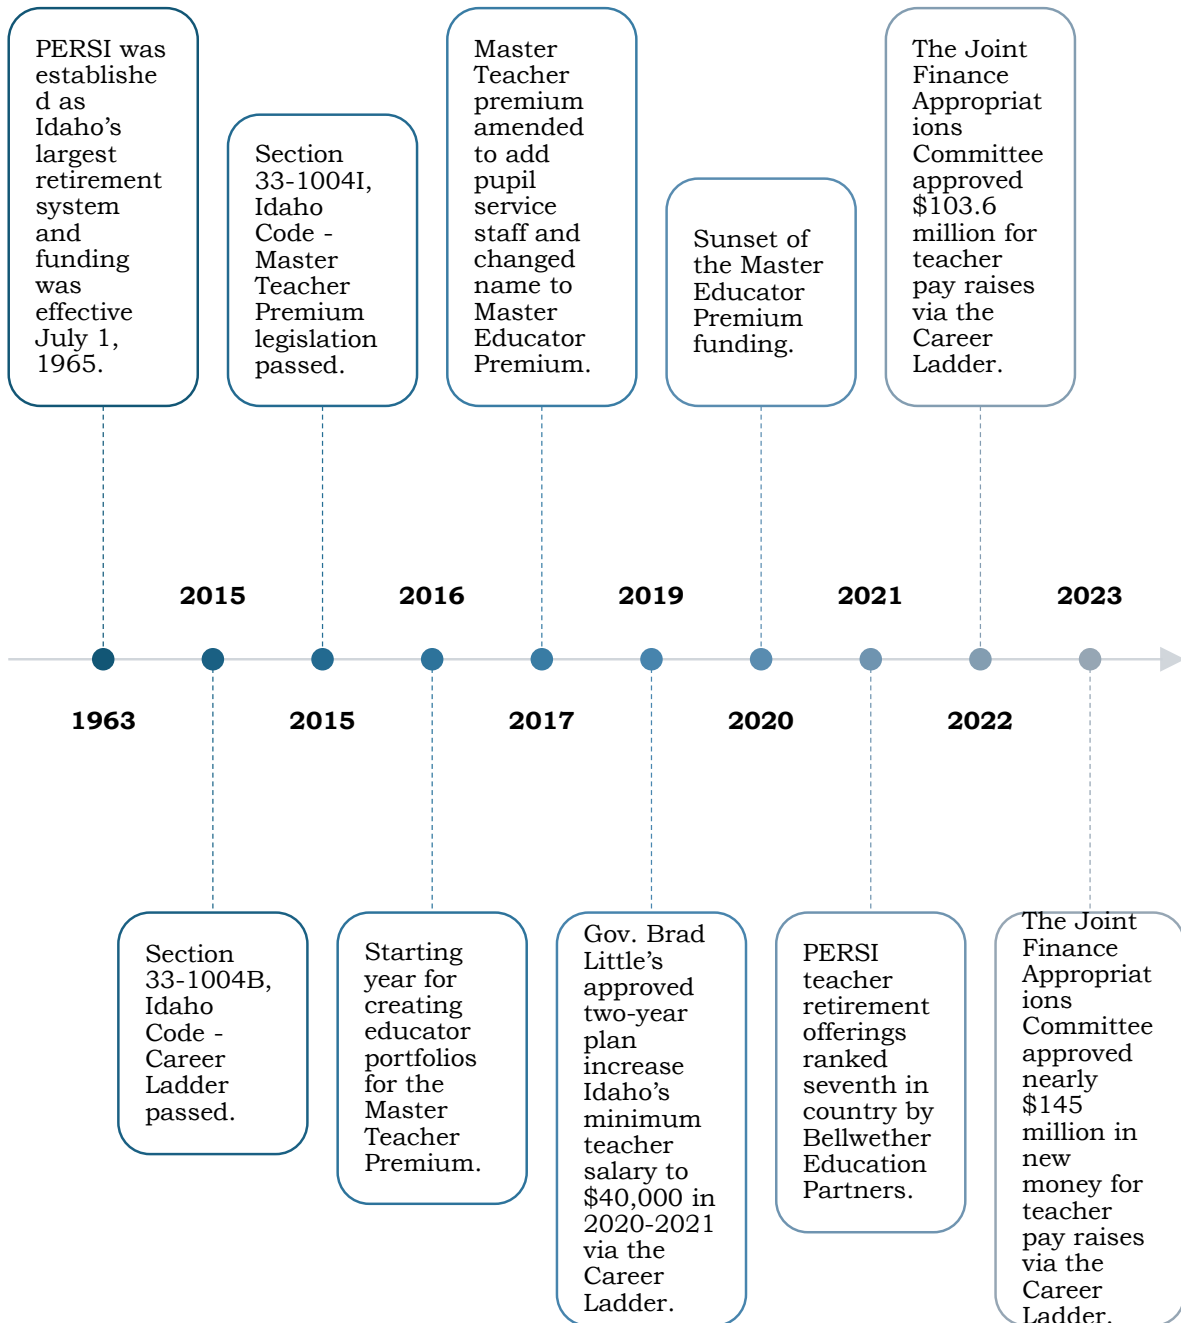 PERSI was
establishe
d as
Idaho’s
largest
retirement
system
and
funding
was
effective
July 1,
1965.
Section
33-1004I,
Idaho
Code -
Master
Teacher
Premium
legislation
passed.
Master
Teacher
premium
amended
to add
pupil
service
staff and
changed
name to
Master
Educator
Premium.
Sunset of
the Master
Educator
Premium
funding.
The Joint
Finance
Appropriat
ions
Committee
approved
$103.6
million for
teacher
pay raises
via the
Career
Ladder.
2015
2016
2019
2021
2023
1963
2015
2017
2020
2022
Section
33-1004B,
Idaho
Code -
Career
Ladder
passed.
Starting
year for
creating
educator
portfolios
for the
Master
Teacher
Premium.
Gov. Brad
Little’s
approved
two-year
plan
increase
Idaho’s
minimum
teacher
salary to
$40,000 in
2020-2021
via the
Career
Ladder.
PERSI
teacher
retirement
offerings
ranked
seventh in
country by
Bellwether
Education
Partners.
The Joint
Finance
Appropriat
ions
Committee
approved
nearly
$145
million in
new
money for
teacher
pay raises
via the
Career
Ladder.